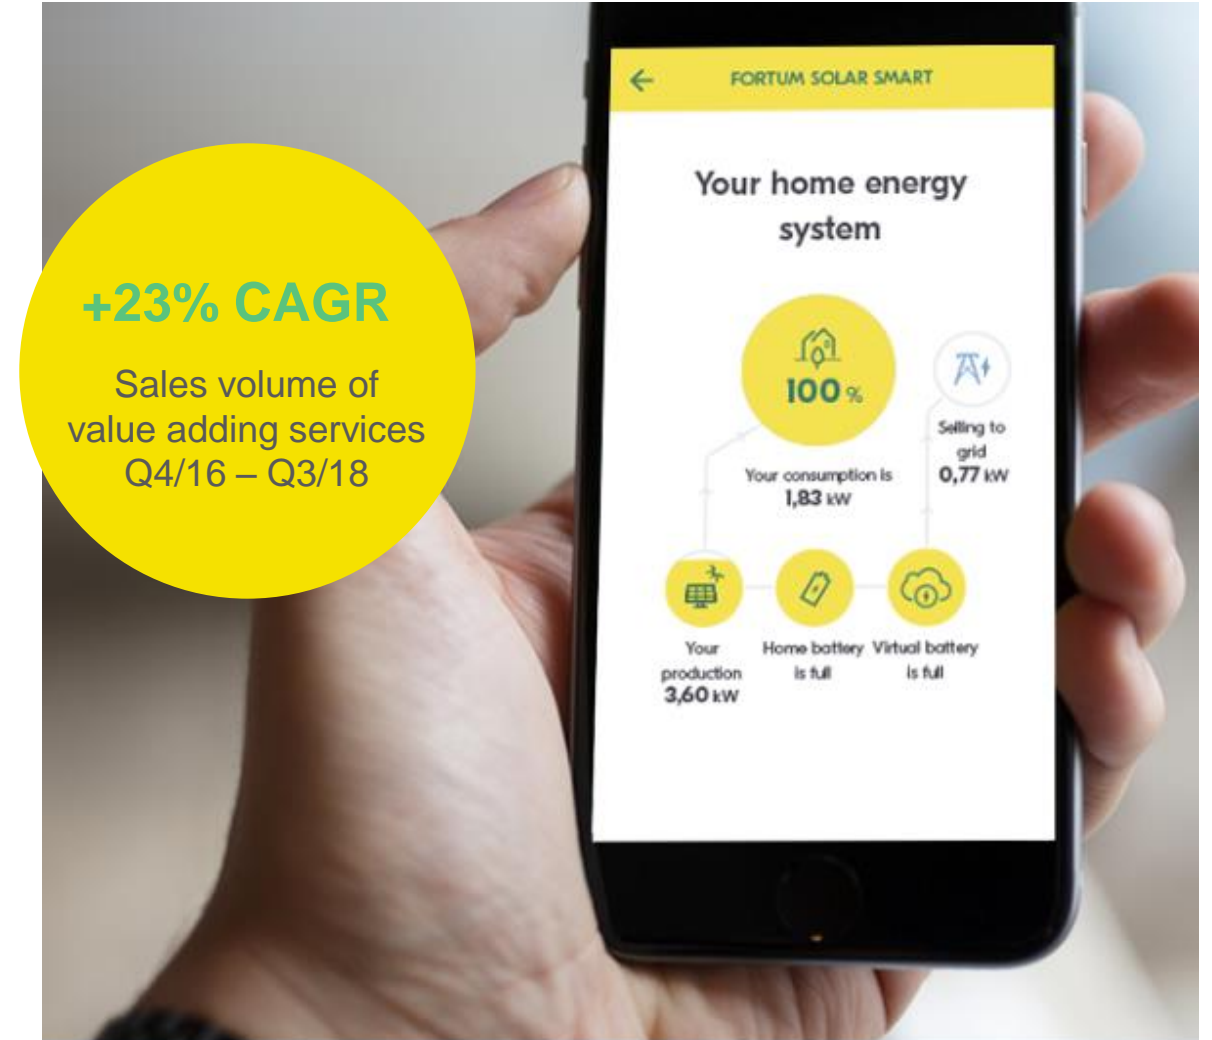 +23% CAGR
Sales volume of
value adding services
Q4/16 – Q3/18
FORTUM SOLAR SMART
Your home energy
system
100 %
Selling to
grid
0,77 kW
Your consumption is
1,83 kW
Your
production
3,60 kW
Home battery
is full
Virtual battery
is full